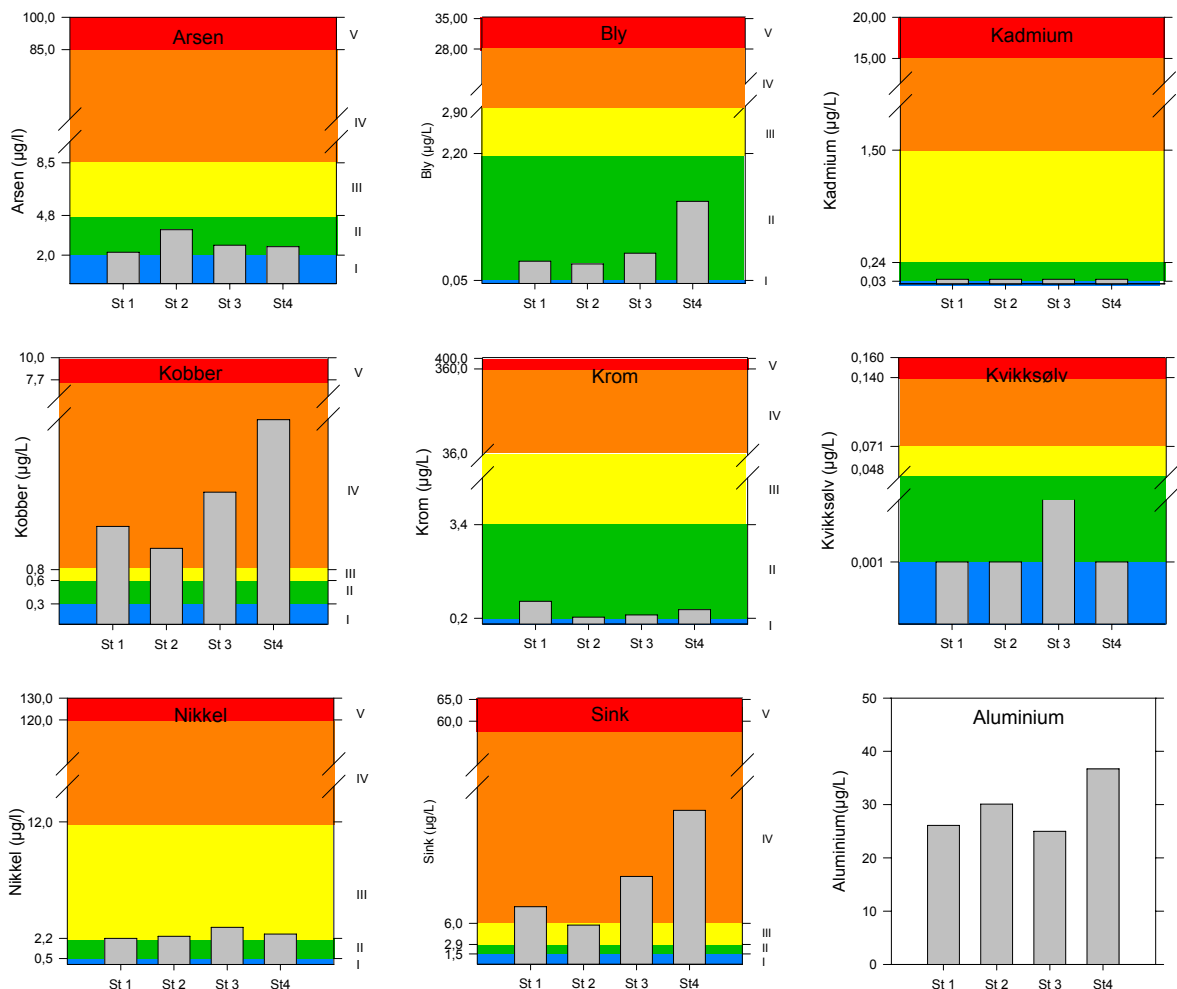 Arsen
Arsen (µg/l)
100,0
85,0
8,5
4,8
2,0
V
IV
III
II
I
St 1 St 2 St 3 St4
Bly
Bly (µg/L)
35,00
28,00
2,90
2,20
0,05
V
IV
III
II
I
St 1 St 2 St 3 St4
Kadmium
Kadmium (µg/L)
20,00
15,00
1,50
0,24
0,03
St 1 St 2 St 3 St4
Kobber
Kobber (µg/L)
10,0
7,7
0,8
0,6
0,3
V
IV
III
II
I
St 1 St 2 St 3 St4
Krom
Krom (µg/L)
400,0
360,0
36,0
3,4
0,2
V
IV
III
II
I
St 1 St 2 St 3 St4
Kvikksølv
Kvikksølv (µg/L)
0,160
0,140
0,071
0,048
0,001
St 1 St 2 St 3 St4
Nikkel
Nikkel (µg/l)
130,0
120,0
12,0
2,2
0,5
V
IV
III
II
I
St 1 St 2 St 3 St4
Sink
Sink (µg/L)
65,0
60,0
6,0
2,9
1,5
V
IV
III
II
I
St 1 St 2 St 3 St4
Aluminium
Aluminium(µg/L)
50
40
30
20
10
0
St 1 St 2 St 3 St4